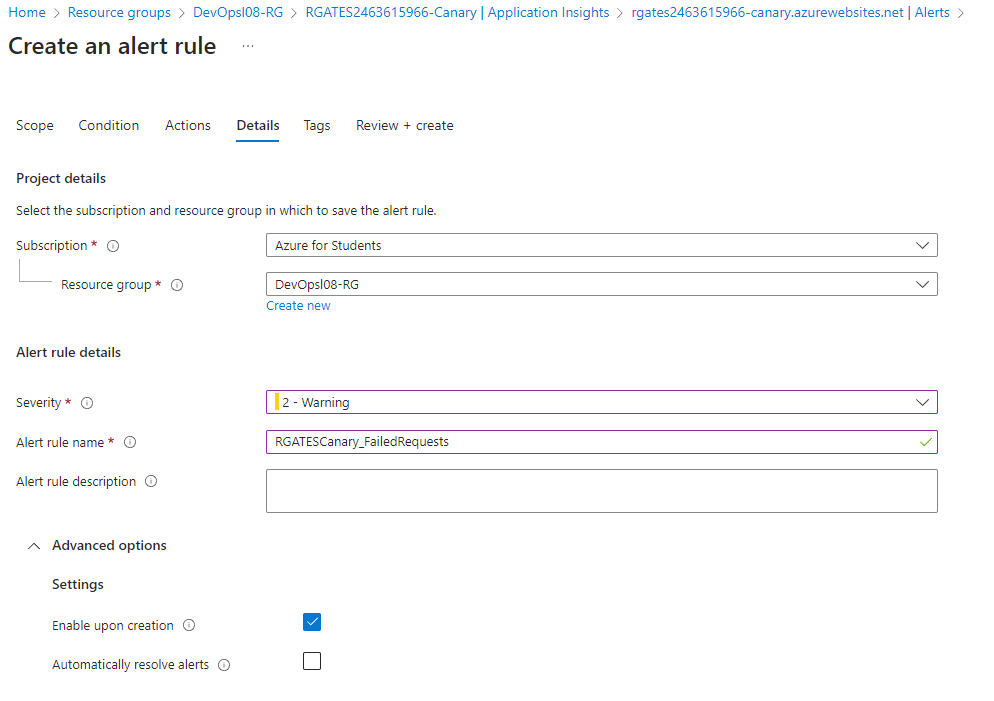 Home > Resource groups > DevOpsI08-RG > RGATES2463615966-Canary | Application Insights > rgates2463615966-canary.azurewebsites.net | Alerts >
Create an alert rule ...
Scope Condition Actions Details Tags Review + create
Project details
Select the subscription and resource group in which to save the alert rule.
Subscription * Azure for Students
Resource group * DevOpsI08-RG
Create new
Alert rule details
Severity * 2 - Warning
Alert rule name * RGATESCanary_FailedRequests
Alert rule description
Advanced options
Settings
Enable upon creation
Automatically resolve alerts